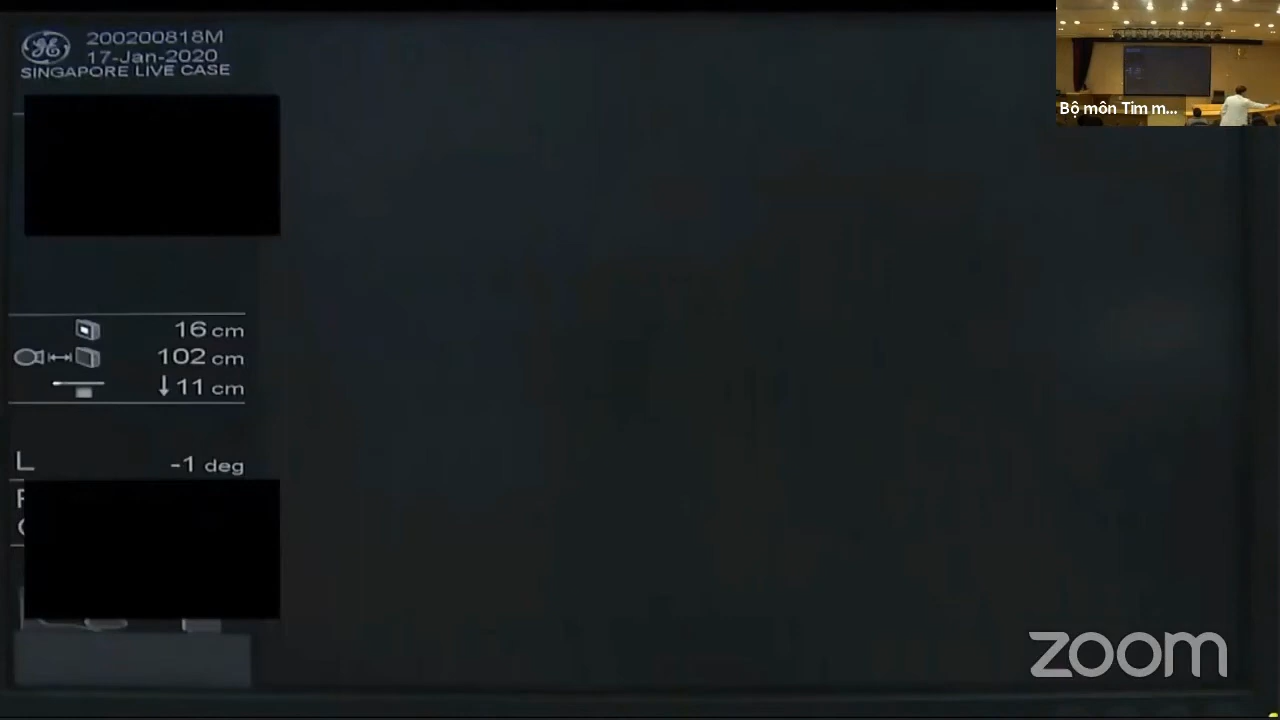 200200818M
17-Jan-2020
SINGAPORE LIVE CASE
Bộ môn Tim m...
16 cm
102 cm
↓11 cm
L -1 deg
zoom